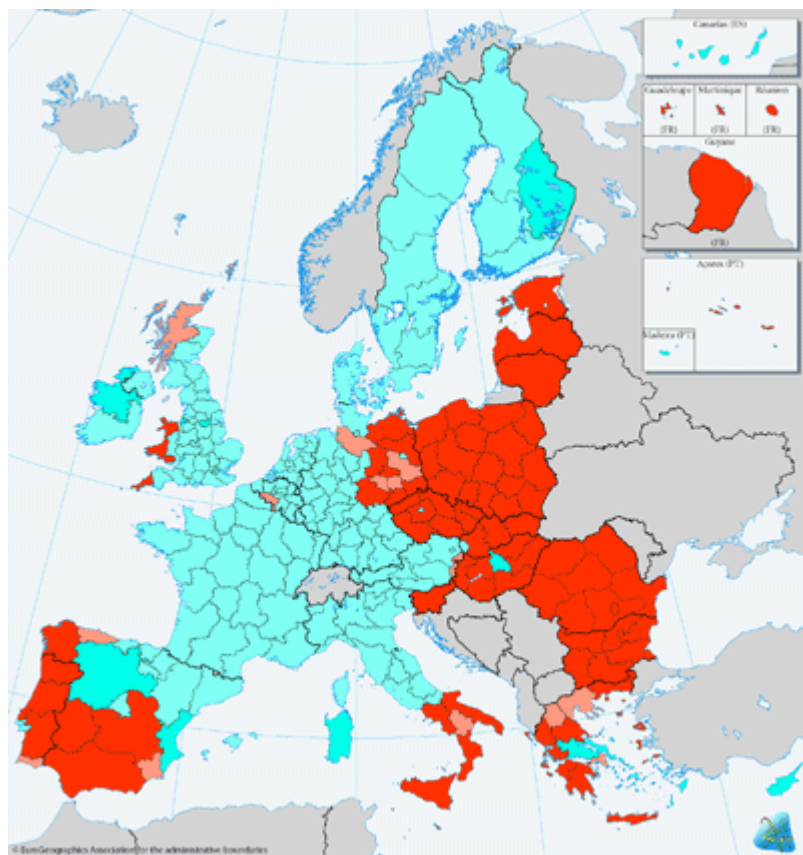 Canarias (ES)
Guadeloupe
Martinique
Réunion
(FR)
(FR)
(FR)
Guyane
(FR)
Açores (PT)
Madeira (PT)
© EuroGeographics Association for the administrative boundaries